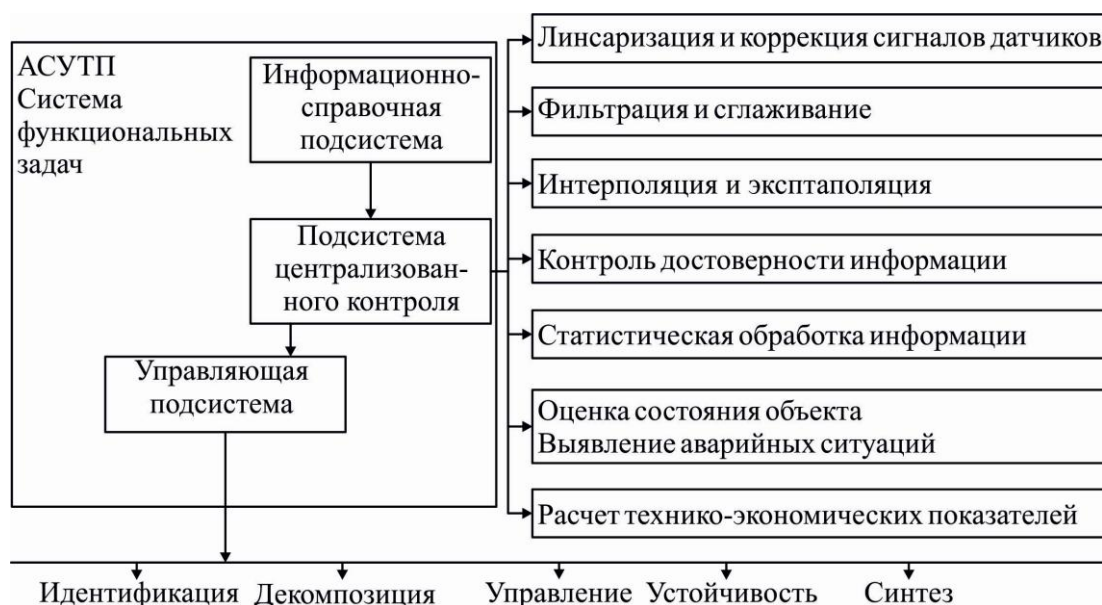 АСУТП
Система
функциональных
задач
Информационно-
справочная
подсистема
Подсистема
централизован-
ного контроля
Управляющая
подсистема
Линсаризация и коррекция сигналов датчиков
Фильтрация и сглаживание
Интерполяция и эксптаполяция
Контроль достоверности информации
Статистическая обработка информации
Оценка состояния объекта
Выявление аварийных ситуаций
Расчет технико-экономических показателей
Идентификация Декомпозиция Управление Устойчивость Синтез